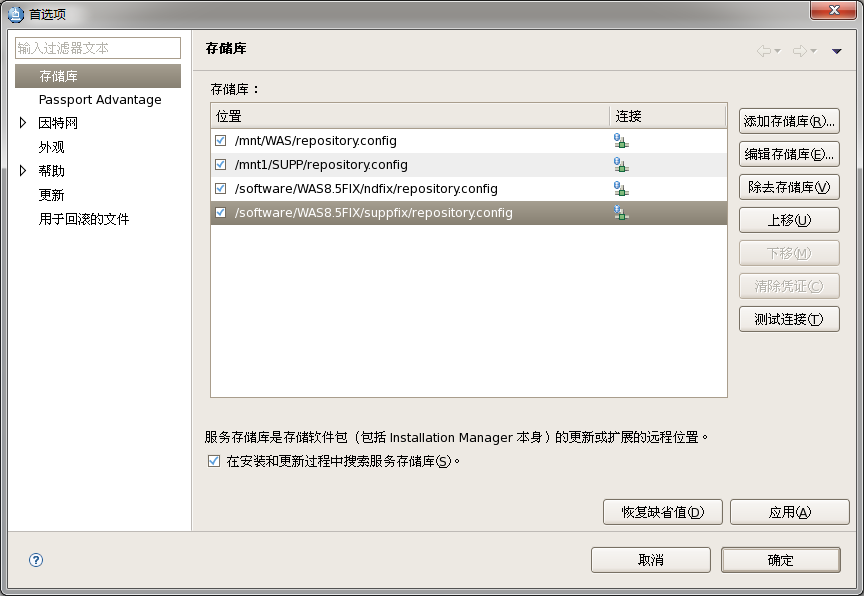 首选项
输入过滤器文本
存储库
Passport Advantage
因特网
外观
帮助
更新
用于回滚的文件
存储库
存储库：
位置 连接
/mnt/WAS/repository.config
/mnt1/SUPP/repository.config
/software/WAS8.5FIX/ndfix/repository.config
/software/WAS8.5FIX/suppfix/repository.config
添加存储库(R)...
编辑存储库(E)...
除去存储库(V)
上移(U)
下移(M)
清除凭证(C)
测试连接(T)
服务存储库是存储软件包（包括 Installation Manager 本身）的更新或扩展的远程位置。
在安装和更新过程中搜索服务存储库(S)。
恢复缺省值(D) 应用(A)
? 取消 确定